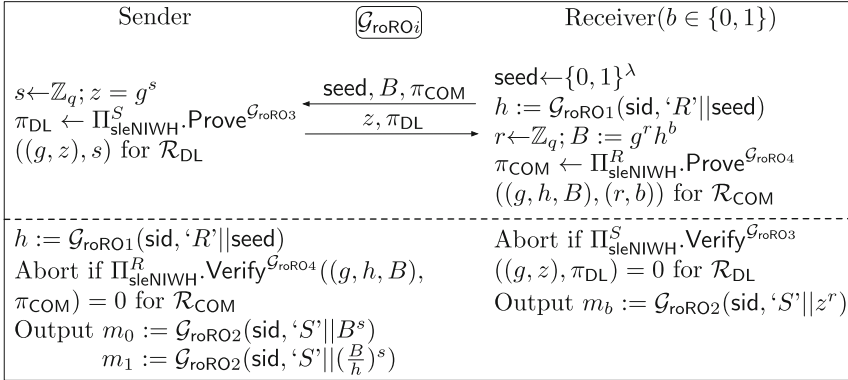 Sender
𝒢_roROi
Receiver(b ∈ {0, 1})
s←ℤ_q; z = g^s
π_DL ← Π^S_sleNIWH.Prove^𝒢_roRO3
((g, z), s) for ℛ_DL
seed, B, π_COM
z, π_DL
seed←{0, 1}^λ
h := 𝒢_roRO1(sid, ‘R’||seed)
r←ℤ_q; B := g^r h^b
π_COM ← Π^R_sleNIWH.Prove^𝒢_roRO4
((g, h, B), (r, b)) for ℛ_COM
h := 𝒢_roRO1(sid, ‘R’||seed)
Abort if Π^R_sleNIWH.Verify^𝒢_roRO4((g, h, B),
π_COM) = 0 for ℛ_COM
Output m_0 := 𝒢_roRO2(sid, ‘S’||B^s)
m_1 := 𝒢_roRO2(sid, ‘S’||(B/h)^s)
Abort if Π^S_sleNIWH.Verify^𝒢_roRO3
((g, z), π_DL) = 0 for ℛ_DL
Output m_b := 𝒢_roRO2(sid, ‘S’||z^r)